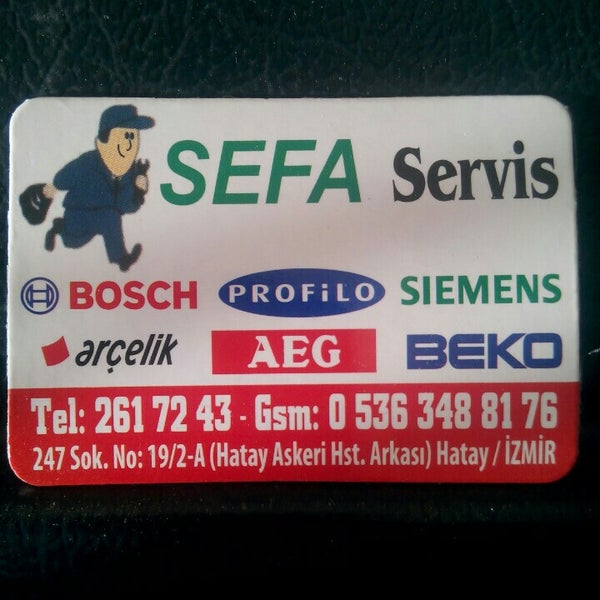 SEFA Servis
BOSCH PROFiLO SIEMENS
arçelik AEG BEKO
Tel: 261 72 43 - Gsm: 0 536 348 81 76
247 Sok. No: 19/2-A (Hatay Askeri Hst. Arkası) Hatay / İZMİR